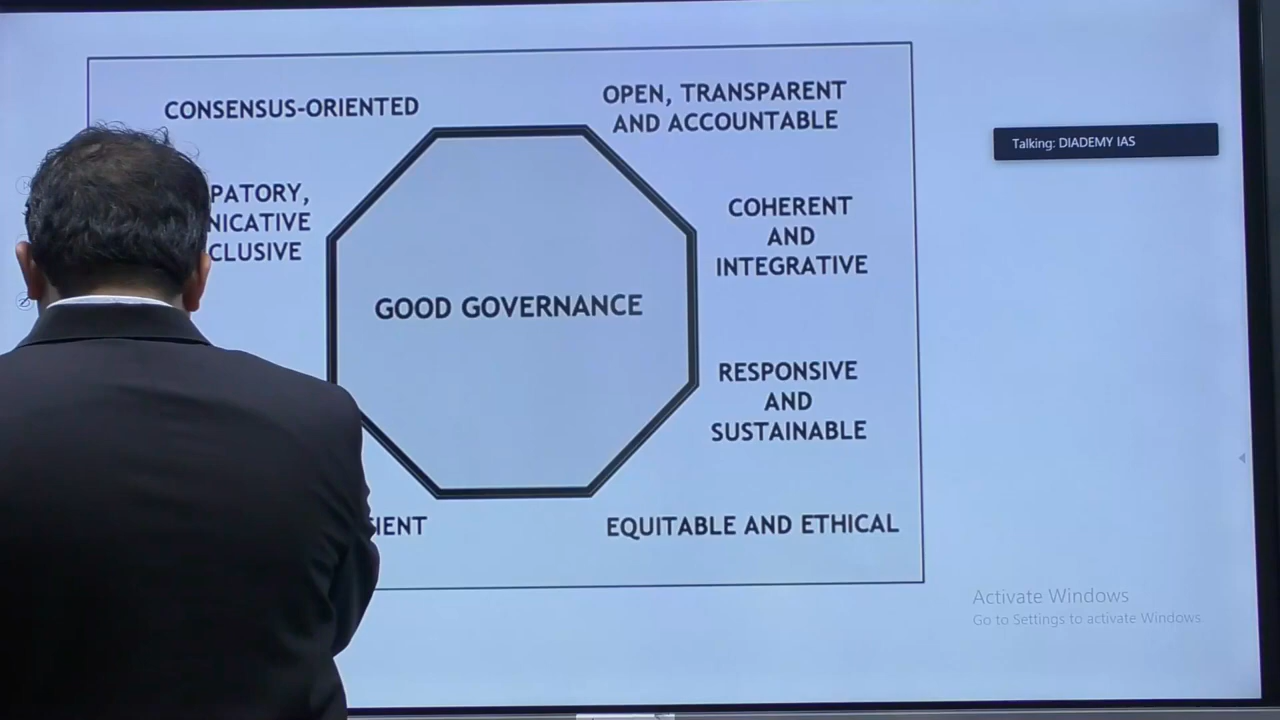 CONSENSUS-ORIENTED
OPEN, TRANSPARENT
AND ACCOUNTABLE
Talking: DIADEMY IAS
PATORY,
NICATIVE
CLUSIVE
COHERENT
AND
INTEGRATIVE
GOOD GOVERNANCE
RESPONSIVE
AND
SUSTAINABLE
IENT
EQUITABLE AND ETHICAL
Activate Windows
Go to Settings to activate Windows.